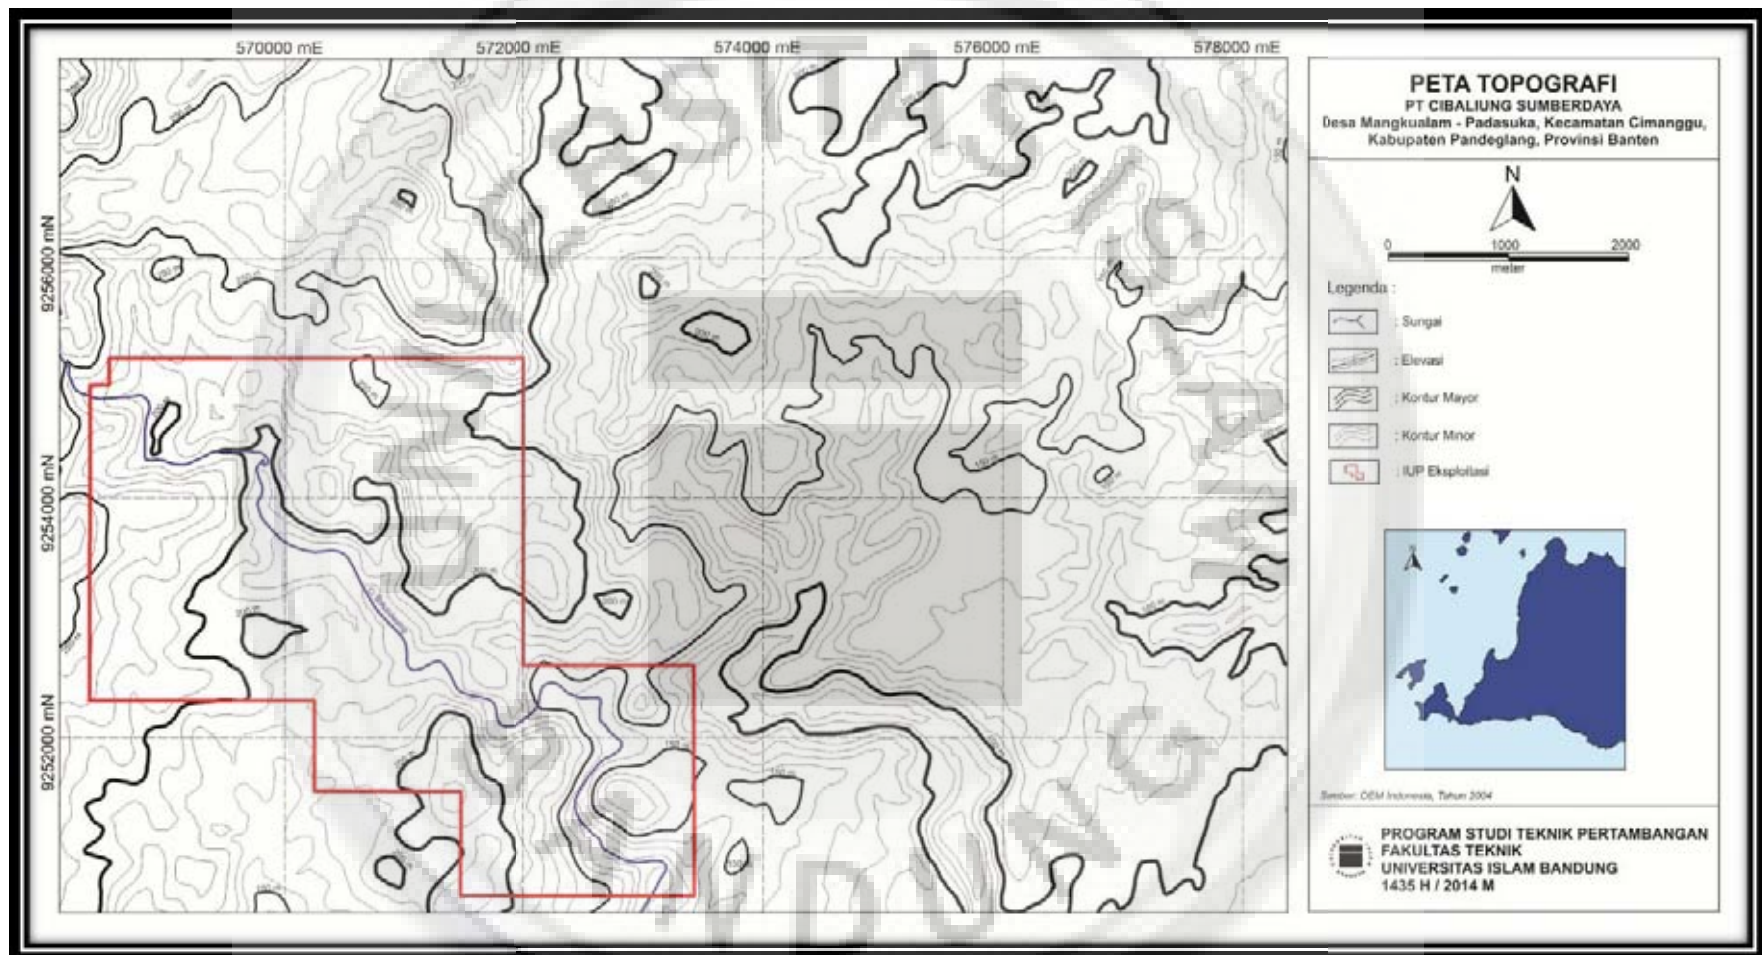 570000 mE 572000 mE 574000 mE 576000 mE 578000 mE
9256000 mN
9254000 mN
9252000 mN
PETA TOPOGRAFI
PT CIBALIUNG SUMBERDAYA
Desa Mangkualam - Padasuka, Kecamatan Cimanggu,
Kabupaten Pandeglang, Provinsi Banten
N
0 1000 2000
meter
Legenda :
: Sungai
: Elevasi
: Kontur Mayor
: Kontur Minor
: IUP Eksploitasi
Sumber: DEM Indonesia, Tahun 2004
PROGRAM STUDI TEKNIK PERTAMBANGAN
FAKULTAS TEKNIK
UNIVERSITAS ISLAM BANDUNG
1435 H / 2014 M